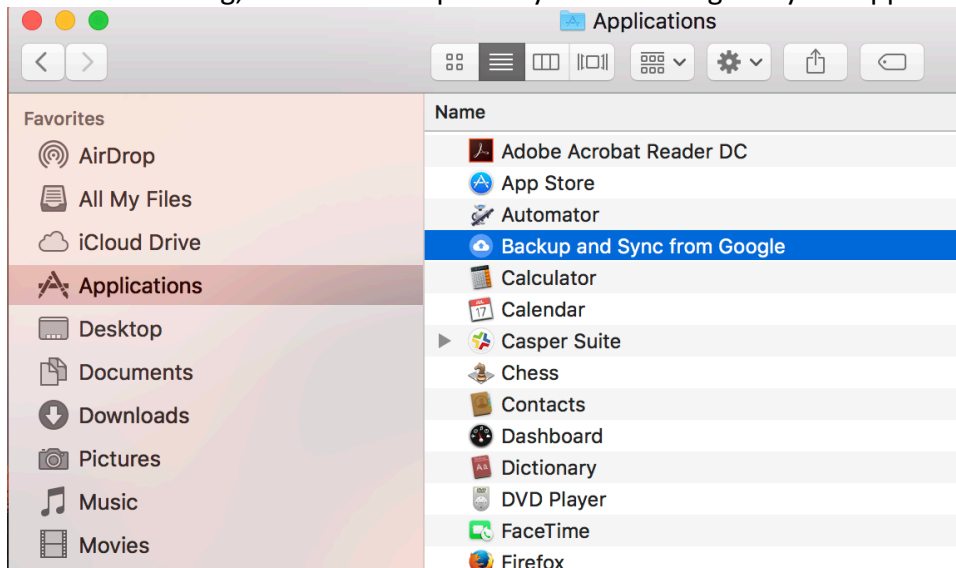 Applications
Favorites
AirDrop
All My Files
iCloud Drive
Applications
Desktop
Documents
Downloads
Pictures
Music
Movies
Name
Adobe Acrobat Reader DC
App Store
Automator
Backup and Sync from Google
Calculator
Calendar
Casper Suite
Chess
Contacts
Dashboard
Dictionary
DVD Player
FaceTime
Firefox